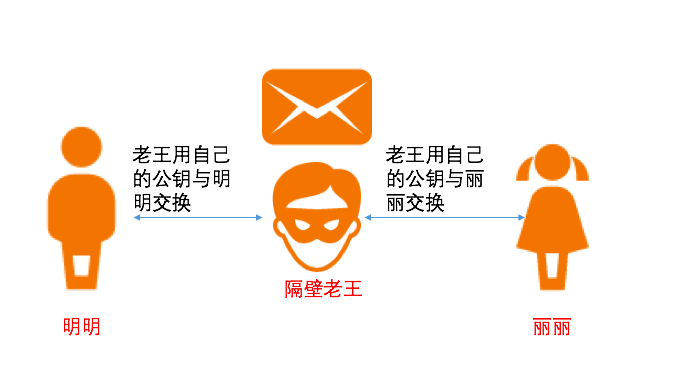 老王用自己
的公钥与明
明交换
老王用自己
的公钥与丽
丽交换
隔壁老王
明明
丽丽